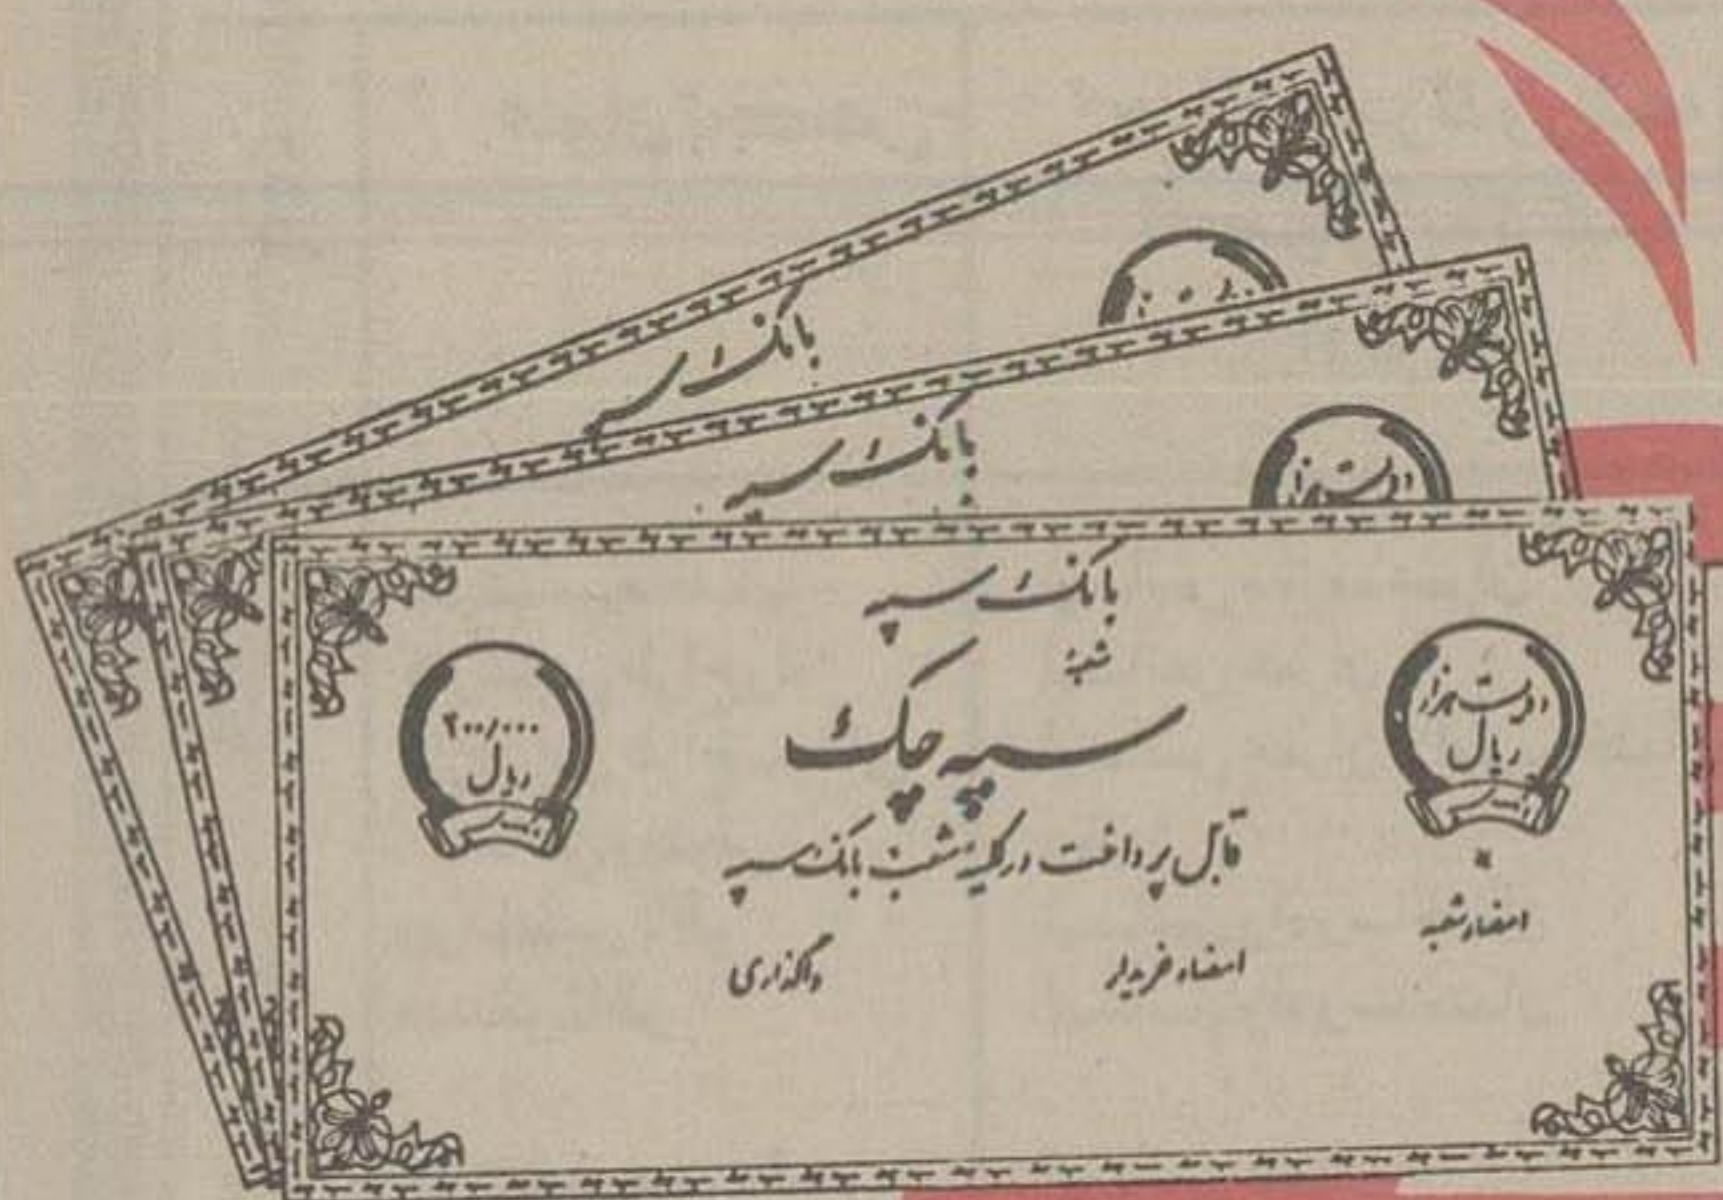 بانک سپه
بانک سپه
دویست هزار
بانک سپه
شعبهٔ
دویست هزار
ریال
۲۰۰/۰۰۰
ریال
سپه چک
قابل پرداخت در کلیهٔ شعب بانک سپه
امضاء شعبه
امضاء خریدار
واگذاری